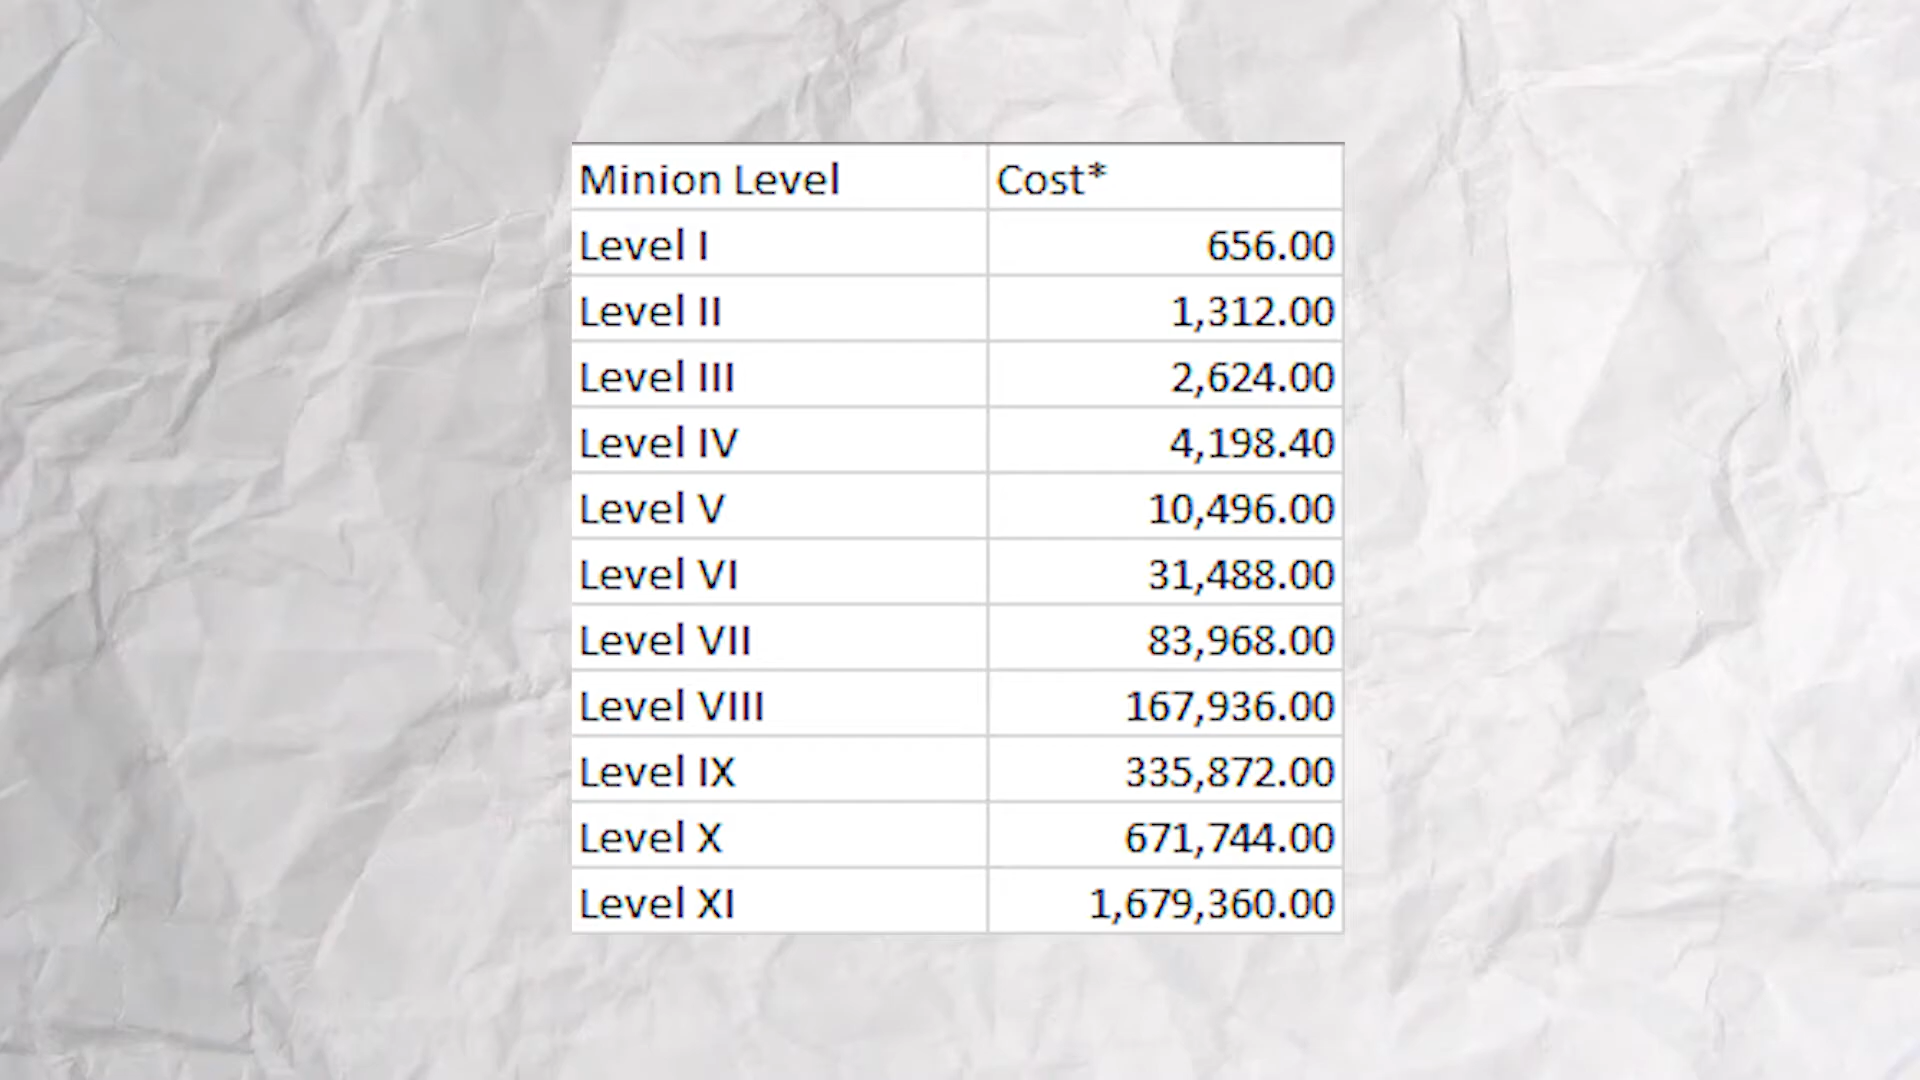 Minion Level Cost*
Level I 656.00
Level II 1,312.00
Level III 2,624.00
Level IV 4,198.40
Level V 10,496.00
Level VI 31,488.00
Level VII 83,968.00
Level VIII 167,936.00
Level IX 335,872.00
Level X 671,744.00
Level XI 1,679,360.00